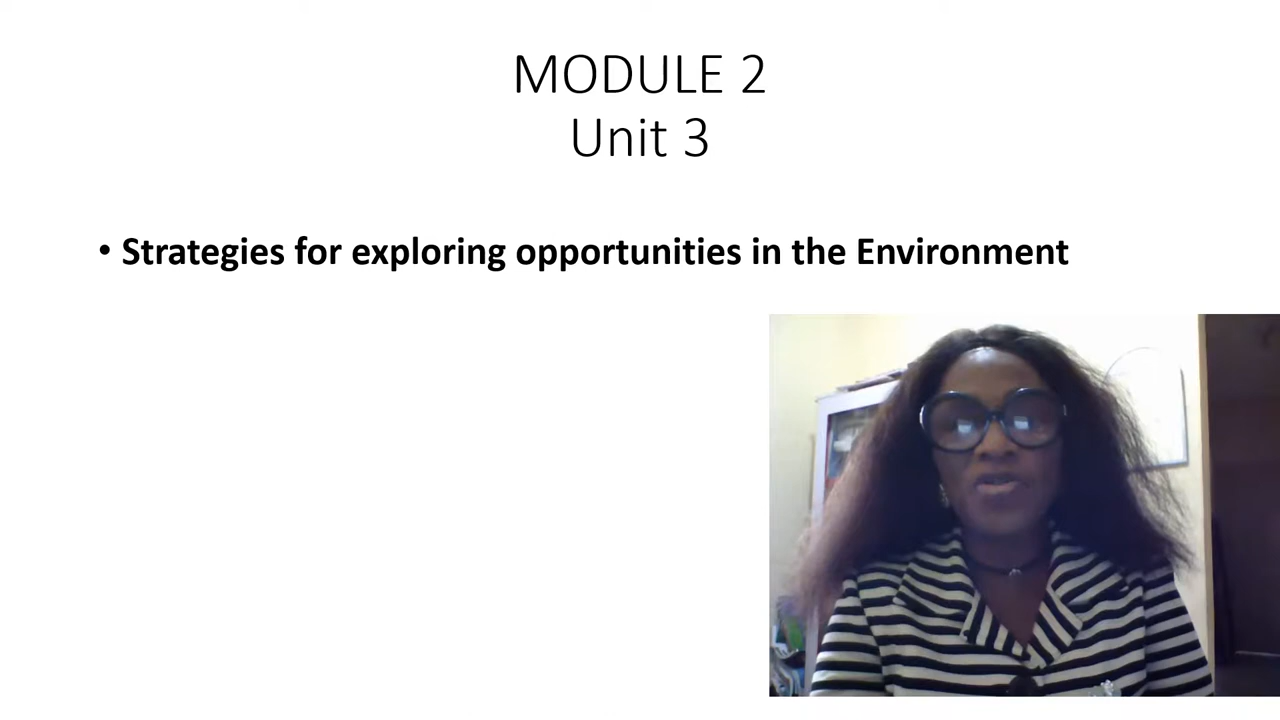 MODULE 2
Unit 3
• Strategies for exploring opportunities in the Environment